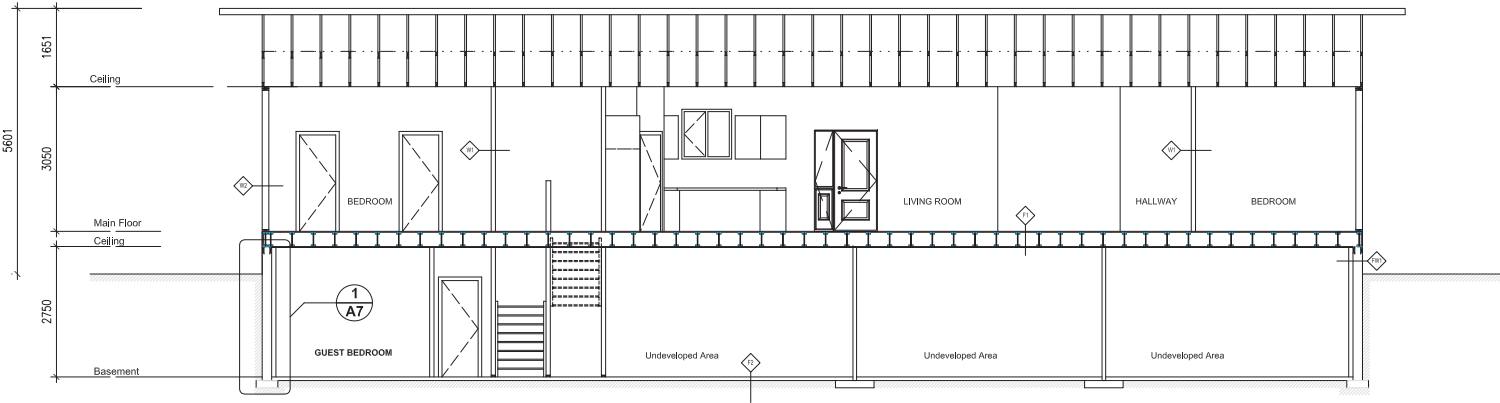 1651
Ceiling
5601
3050
W1
W1
W2
BEDROOM
LIVING ROOM
HALLWAY
BEDROOM
F1
Main Floor
Ceiling
FW1
2750
1
A7
GUEST BEDROOM
Undeveloped Area
Undeveloped Area
Undeveloped Area
F2
Basement